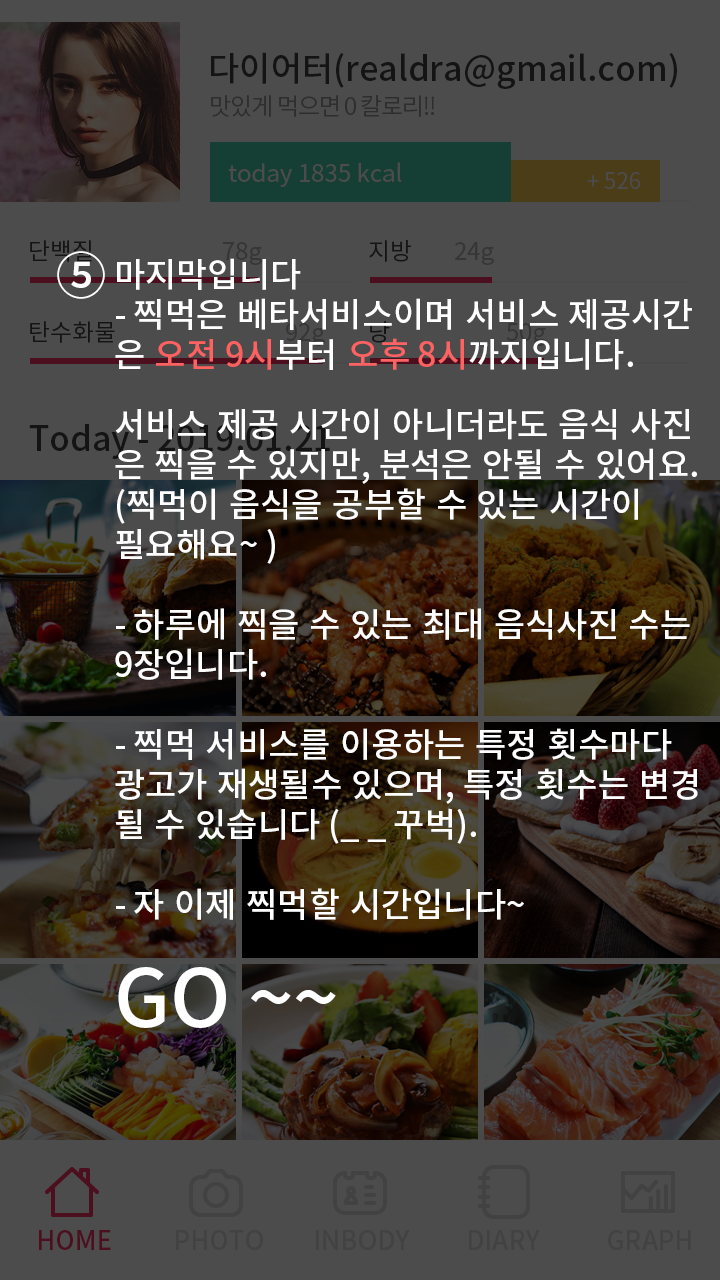 다이어터(realdra@gmail.com)
맛있게 먹으면 0 칼로리!!
today 1835 kcal
+ 526
단백질 78g 지방 24g
⑤ 마지막입니다
- 찍먹은 베타서비스이며 서비스 제공시간
탄수화물 92g 당 50g
은 오전 9시부터 오후 8시까지입니다.
서비스 제공 시간이 아니더라도 음식 사진
Today - 2019.01.21
은 찍을 수 있지만, 분석은 안될 수 있어요.
(찍먹이 음식을 공부할 수 있는 시간이
필요해요~ )
- 하루에 찍을 수 있는 최대 음식사진 수는
9장입니다.
- 찍먹 서비스를 이용하는 특정 횟수마다
광고가 재생될수 있으며, 특정 횟수는 변경
될 수 있습니다 (_ _ 꾸벅).
- 자 이제 찍먹할 시간입니다~
GO ~~
HOME PHOTO INBODY DIARY GRAPH